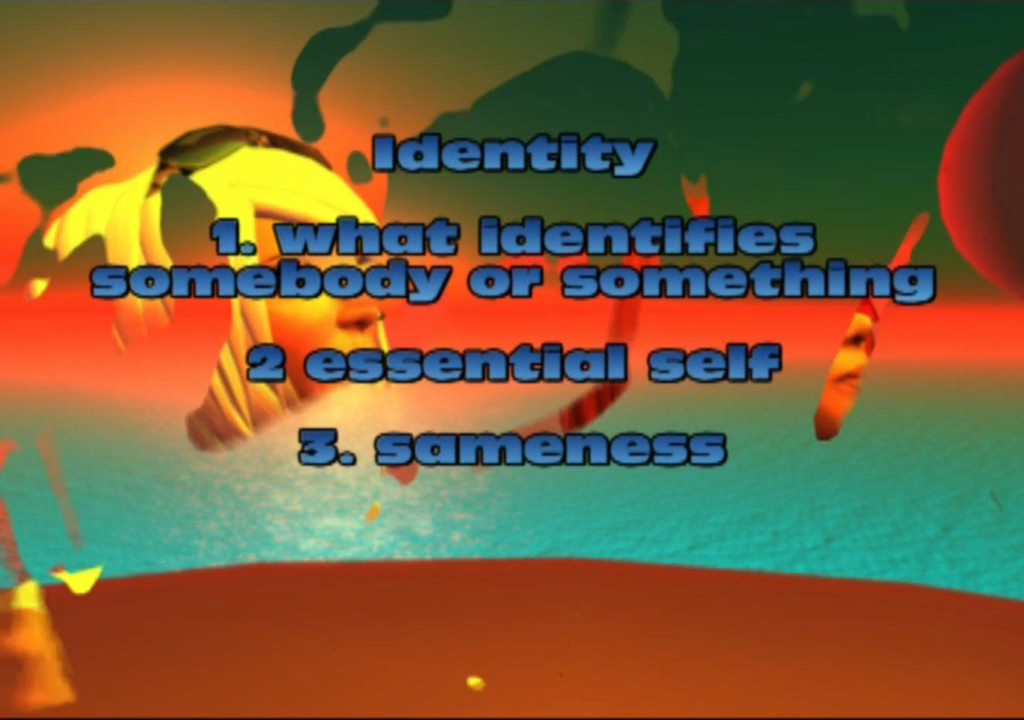 Identity
1. what identifies
somebody or something
2 essential self
3. sameness